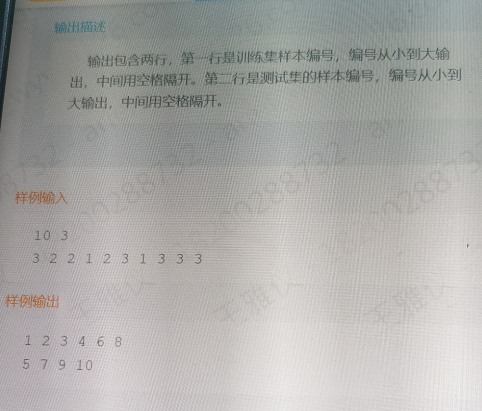 输出描述
输出包含两行，第一行是训练集样本编号，编号从小到大输
出，中间用空格隔开。第二行是测试集的样本编号，编号从小到
大输出，中间用空格隔开。
样例输入
10 3
3 2 2 1 2 3 1 3 3 3
样例输出
1 2 3 4 6 8
5 7 9 10